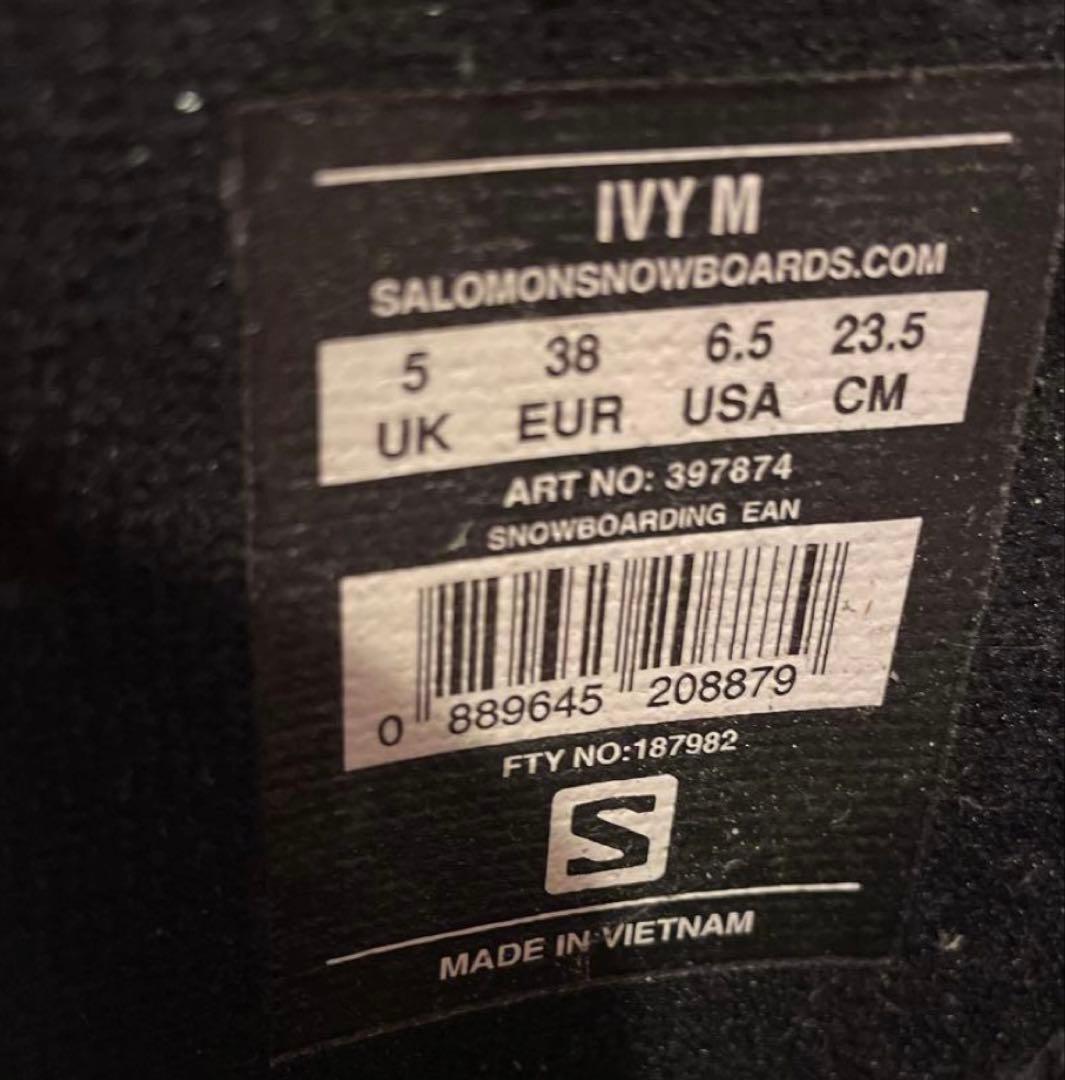 IVY M
SALOMONSNOWBOARDS.COM
5 38 6.5 23.5
UK EUR USA CM
ART NO: 397874
SNOWBOARDING EAN
0 889645 208879
FTY NO:187982
S
MADE IN VIETNAM